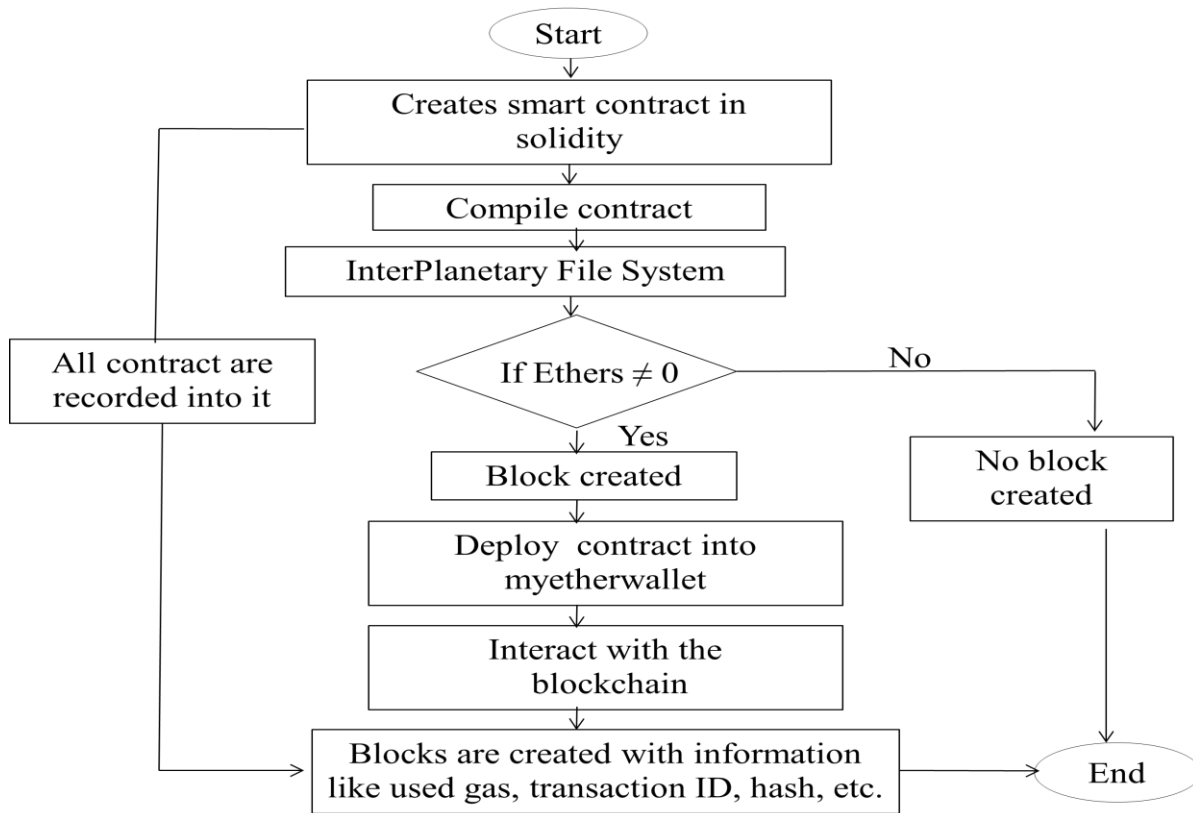 Start
Creates smart contract in
solidity
Compile contract
InterPlanetary File System
All contract are
recorded into it
If Ethers ≠ 0
No
Yes
Block created
No block
created
Deploy contract into
myetherwallet
Interact with the
blockchain
Blocks are created with information
like used gas, transaction ID, hash, etc.
End